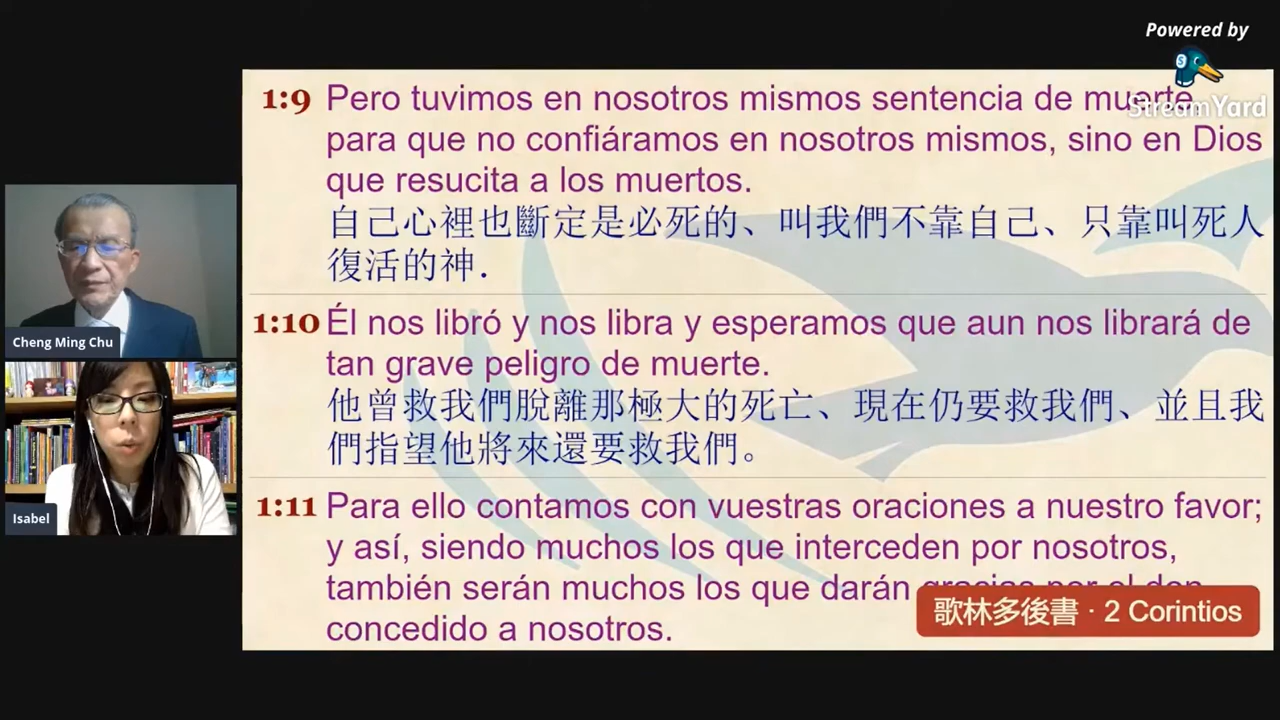 Powered by
StreamYard
1:9 Pero tuvimos en nosotros mismos sentencia de muerte,
para que no confiáramos en nosotros mismos, sino en Dios
que resucita a los muertos.
自己心裡也斷定是必死的、叫我們不靠自己、只靠叫死人
復活的神.
1:10 Él nos libró y nos libra y esperamos que aun nos librará de
tan grave peligro de muerte.
他曾救我們脫離那極大的死亡、現在仍要救我們、並且我
們指望他將來還要救我們。
1:11 Para ello contamos con vuestras oraciones a nuestro favor;
y así, siendo muchos los que interceden por nosotros,
también serán muchos los que darán gracias por el don
concedido a nosotros.
歌林多後書 · 2 Corintios
Cheng Ming Chu
Isabel